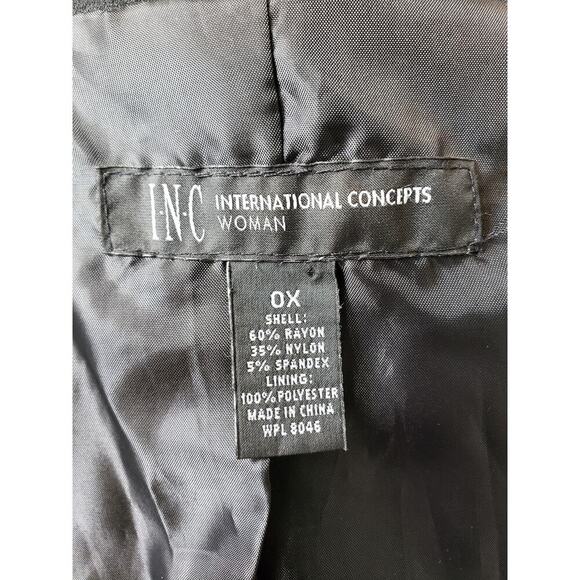 I·N·C INTERNATIONAL CONCEPTS
WOMAN
0X
SHELL:
60% RAYON
35% NYLON
5% SPANDEX
LINING:
100% POLYESTER
MADE IN CHINA
WPL 8046